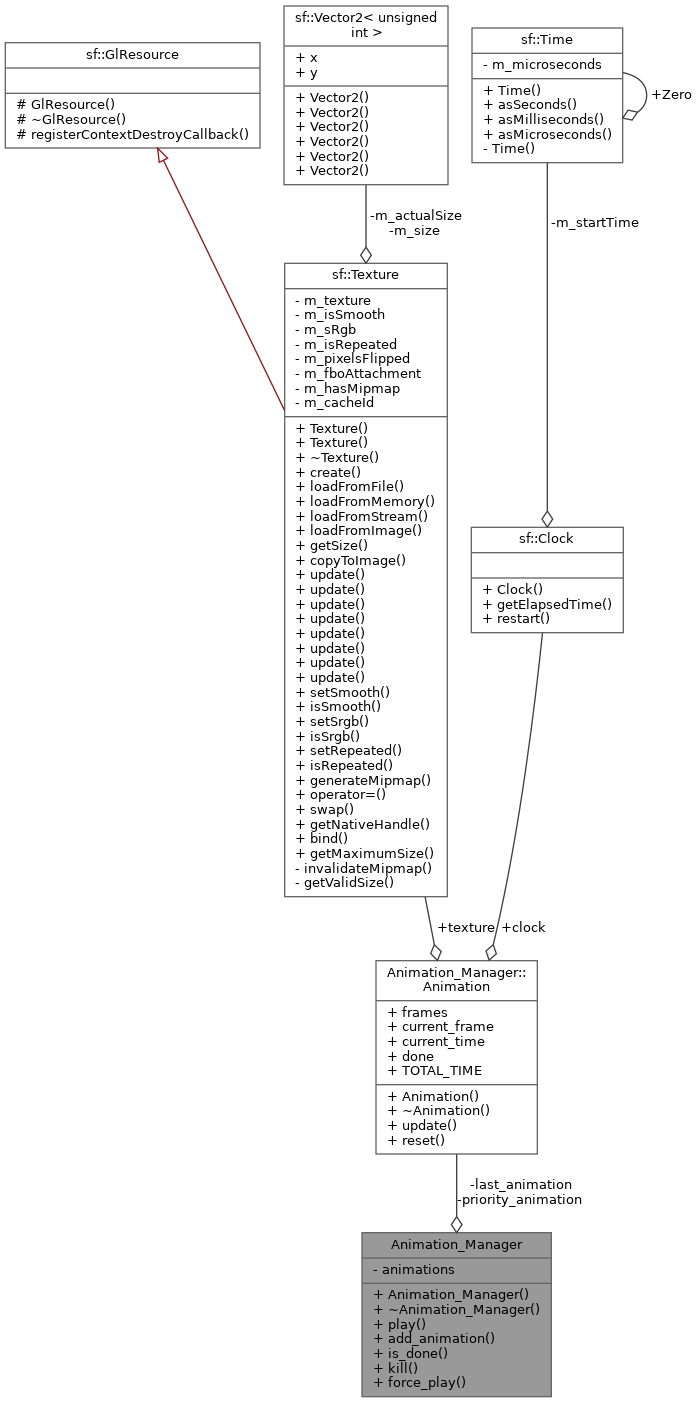 sf::GlResource
# GlResource()
# ~GlResource()
# registerContextDestroyCallback()
sf::Vector2< unsigned
int >
+ x
+ y
+ Vector2()
+ Vector2()
+ Vector2()
+ Vector2()
+ Vector2()
+ Vector2()
sf::Time
- m_microseconds
+ Time()
+ asSeconds()
+ asMilliseconds()
+ asMicroseconds()
- Time()
+Zero
-m_actualSize
-m_size
-m_startTime
sf::Texture
- m_texture
- m_isSmooth
- m_sRgb
- m_isRepeated
- m_pixelsFlipped
- m_fboAttachment
- m_hasMipmap
- m_cacheId
+ Texture()
+ Texture()
+ ~Texture()
+ create()
+ loadFromFile()
+ loadFromMemory()
+ loadFromStream()
+ loadFromImage()
+ getSize()
+ copyToImage()
+ update()
+ update()
+ update()
+ update()
+ update()
+ update()
+ update()
+ update()
+ setSmooth()
+ isSmooth()
+ setSrgb()
+ isSrgb()
+ setRepeated()
+ isRepeated()
+ generateMipmap()
+ operator=()
+ swap()
+ getNativeHandle()
+ bind()
+ getMaximumSize()
- invalidateMipmap()
- getValidSize()
sf::Clock
+ Clock()
+ getElapsedTime()
+ restart()
+texture
+clock
Animation_Manager::
Animation
+ frames
+ current_frame
+ current_time
+ done
+ TOTAL_TIME
+ Animation()
+ ~Animation()
+ update()
+ reset()
-last_animation
-priority_animation
Animation_Manager
- animations
+ Animation_Manager()
+ ~Animation_Manager()
+ play()
+ add_animation()
+ is_done()
+ kill()
+ force_play()